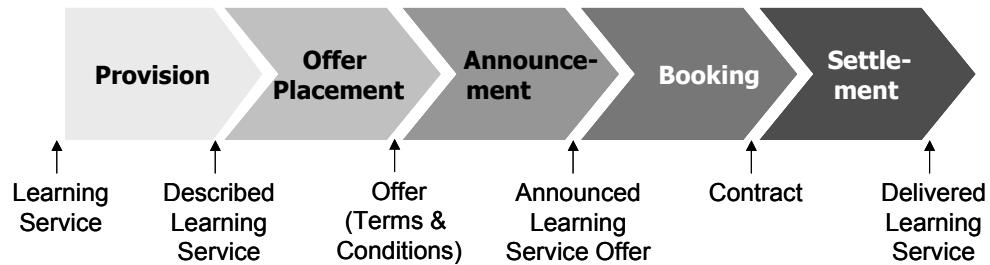 Provision
Offer
Placement
Announce-
ment
Booking
Settle-
ment
Learning
Service
Described
Learning
Service
Offer
(Terms &
Conditions)
Announced
Learning
Service Offer
Contract
Delivered
Learning
Service